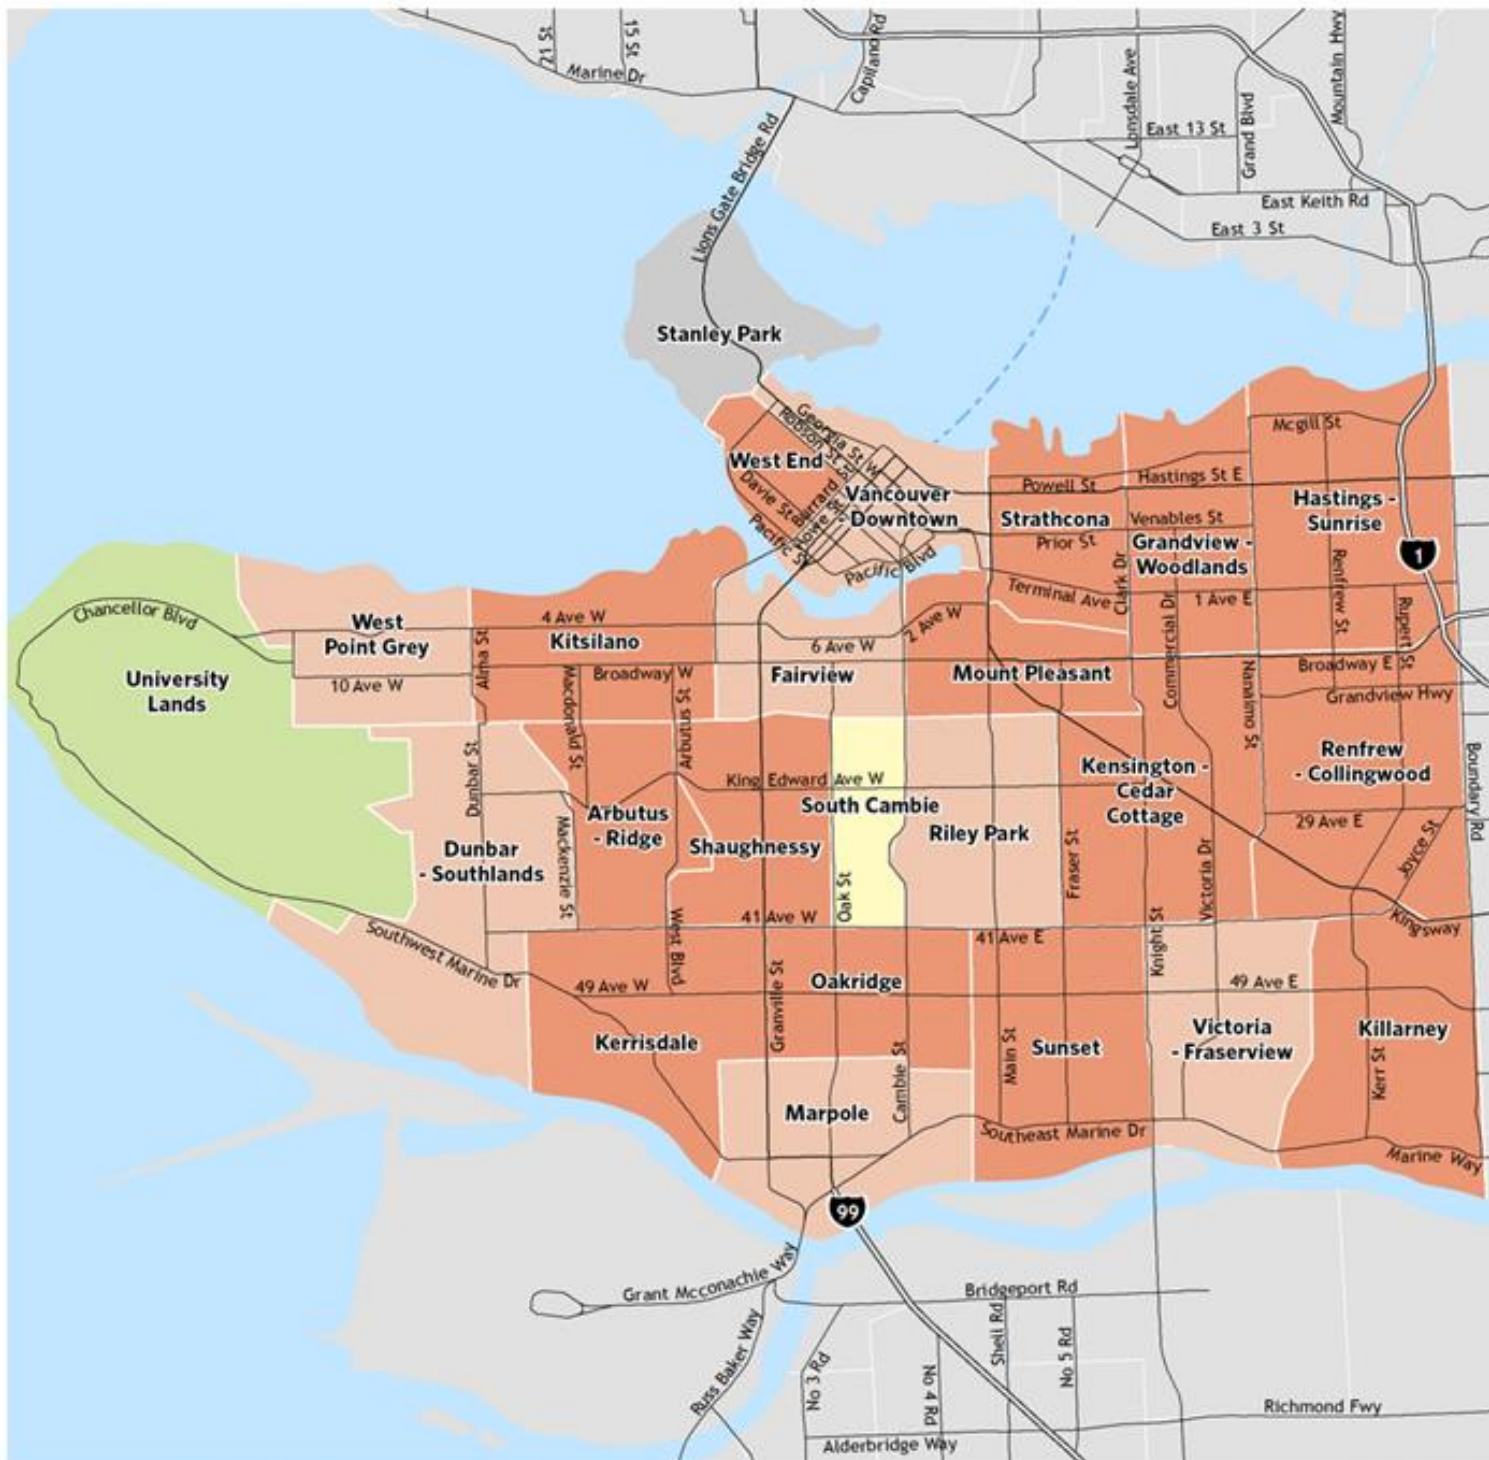 21 St
15 St
Marine Dr
Capilano Rd
Lonsdale Ave
Grand Blvd
Mountain Hwy
East 13 St
East Keith Rd
East 3 St
Lions Gate Bridge Rd
Stanley Park
Georgia St W
Robson St
West End
Davie St
Burrard St
Howe St
Pacific St
Vancouver
Downtown
Pacific Blvd
Powell St
Hastings St E
Mcgill St
Strathcona
Venables St
Prior St
Grandview -
Woodlands
Hastings -
Sunrise
1
Terminal Ave
Clark Dr
1 Ave E
Renfrew St
Rupert St
Chancellor Blvd
West
Point Grey
4 Ave W
Kitsilano
6 Ave W
2 Ave W
University
Lands
10 Ave W
Alma St
Macdonald St
Broadway W
Arbutus St
Fairview
Mount Pleasant
Commercial Dr
Nanaimo St
Broadway E
Grandview Hwy
Dunbar St
King Edward Ave W
South Cambie
Kensington -
Cedar
Cottage
Renfrew
- Collingwood
Boundary Rd
Arbutus
- Ridge
Shaughnessy
Riley Park
29 Ave E
Joyce St
Dunbar
- Southlands
Mackenzie St
Oak St
Fraser St
Victoria Dr
41 Ave W
41 Ave E
Kingsway
Southwest Marine Dr
West Blvd
Knight St
49 Ave W
Granville St
Oakridge
49 Ave E
Kerrisdale
Main St
Sunset
Victoria
- Fraserview
Killarney
Kerr St
Marpole
Cambie St
Southeast Marine Dr
Marine Way
99
Grant Mcconachie Way
Bridgeport Rd
Russ Baker Way
No 3 Rd
No 4 Rd
Shell Rd
No 5 Rd
Richmond Fwy
Alderbridge Way